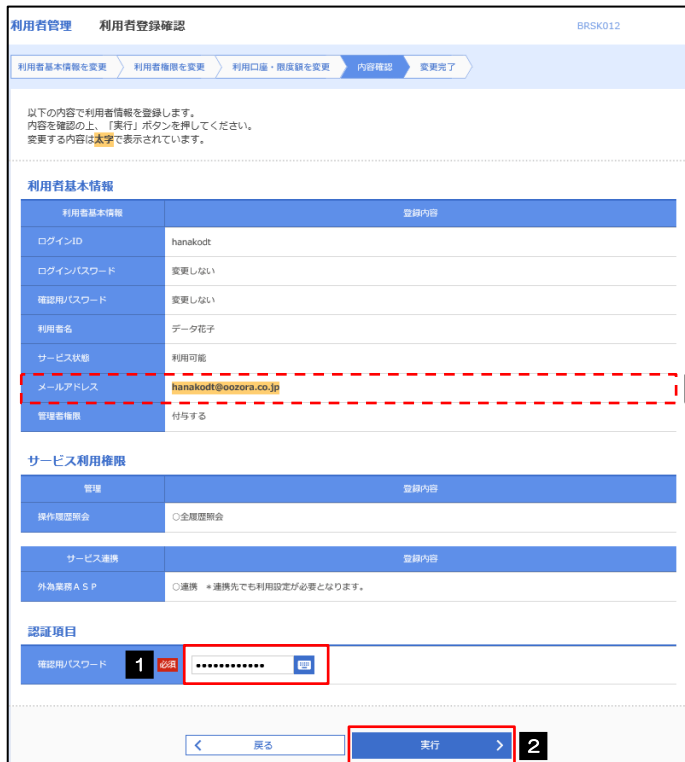 利用者管理 利用者登録確認 BRSK012
利用者基本情報を変更 利用者権限を変更 利用口座・限度額を変更 内容確認 変更完了
以下の内容で利用者情報を登録します。
内容を確認の上、「実行」ボタンを押してください。
変更する内容は太字で表示されています。
利用者基本情報
利用者基本情報 登録内容
ログインID hanakodt
ログインパスワード 変更しない
確認用パスワード 変更しない
利用者名 データ花子
サービス状態 利用可能
メールアドレス hanakodt@oozora.co.jp
管理者権限 付与する
サービス利用権限
管理 登録内容
操作履歴照会 ○全履歴照会
サービス連携 登録内容
外為業務ASP ○連携 *連携先でも利用設定が必要となります。
認証項目
確認用パスワード 1 必須 ••••••••••••
戻る 実行 2